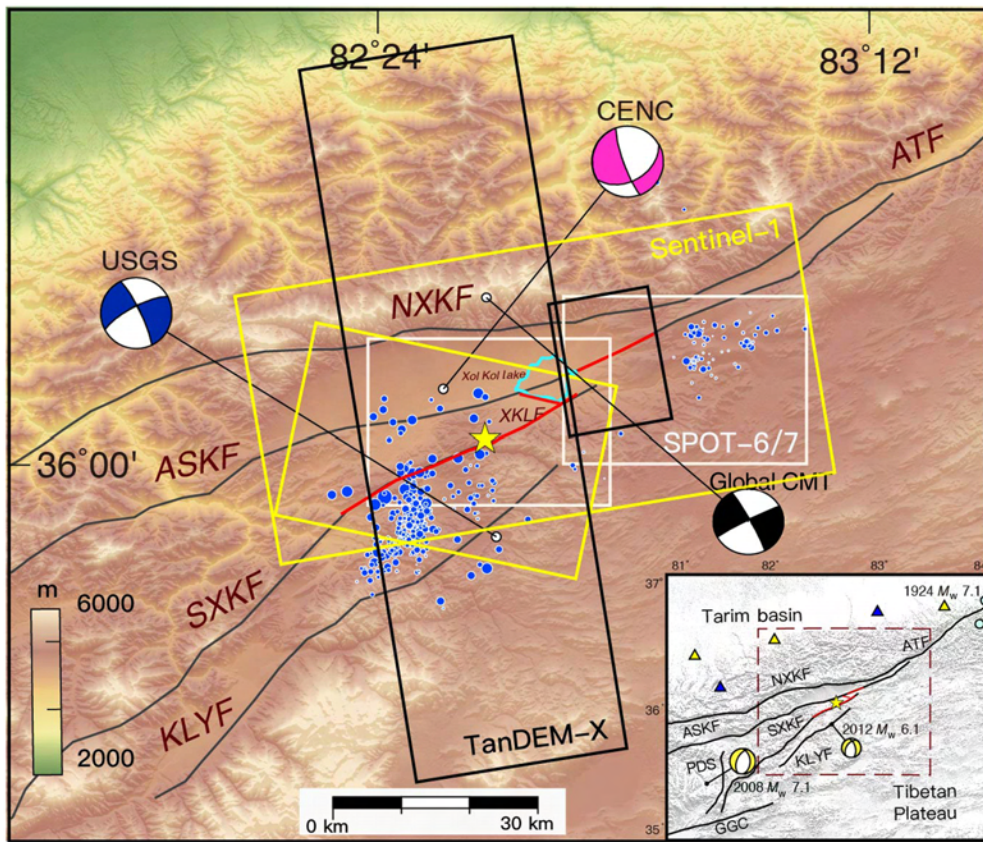 82°24'
83°12'
CENC
ATF
USGS
Sentinel-1
NXKF
Xol Kol lake
XKLF
ASKF
36°00'
SPOT-6/7
Global CMT
SXKF
m
6000
2000
KLYF
TanDEM-X
0 km
30 km
81°
82°
83°
84
37°
1924 Mw 7.1
Tarim basin
ATF
NXKF
36°
ASKF
SXKF
2012 Mw 6.1
PDS
KLYF
2008 Mw 7.1
Tibetan
Plateau
GGC
35°